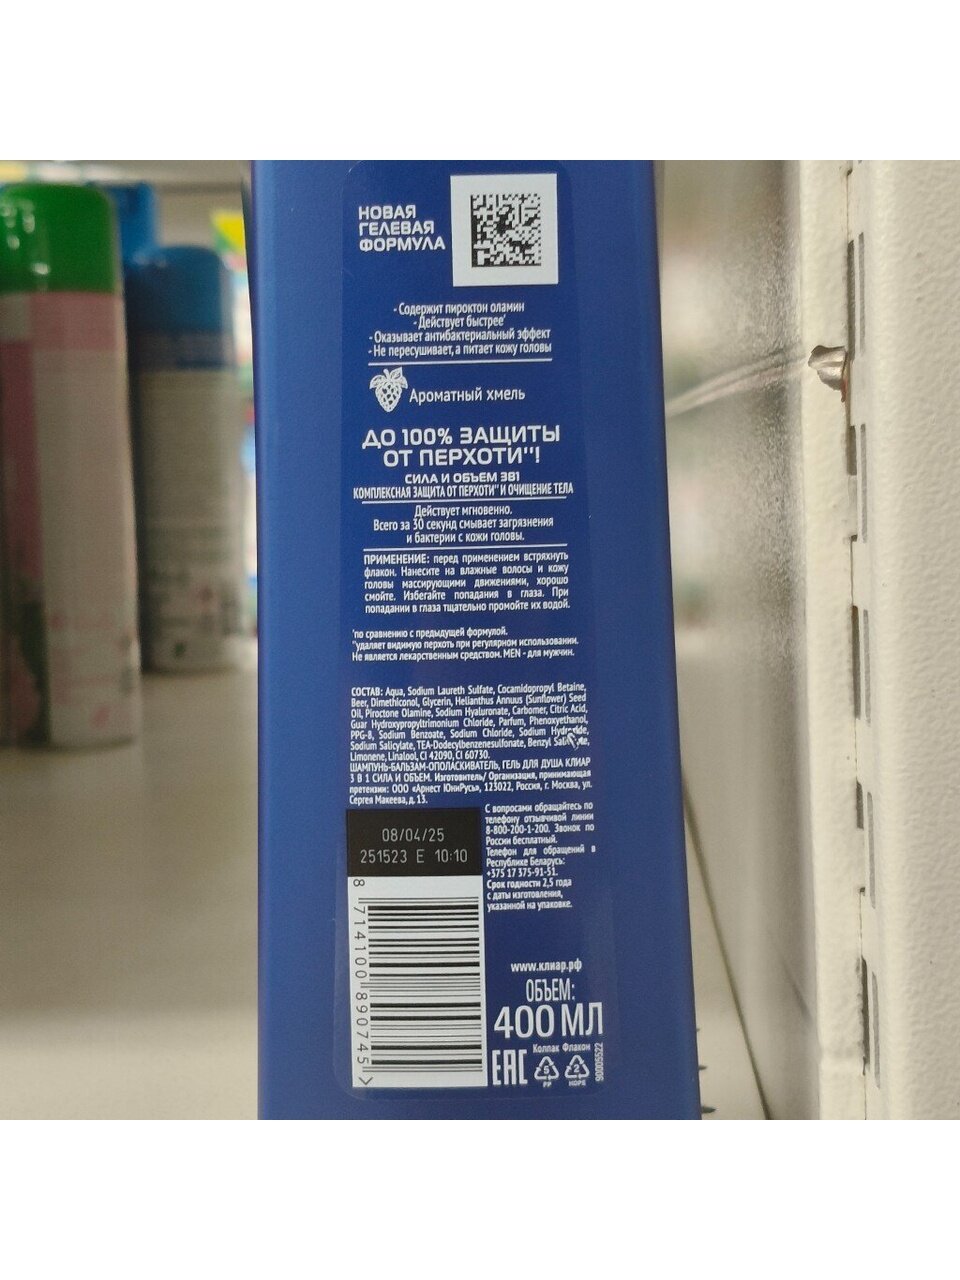 НОВАЯ
ГЕЛЕВАЯ
ФОРМУЛА
- Содержит пироктон оламин
- Действует быстрее'
- Оказывает антибактериальный эффект
- Не пересушивает, а питает кожу головы
Ароматный хмель
ДО 100% ЗАЩИТЫ
ОТ ПЕРХОТИ''!
СИЛА И ОБЪЕМ 3В1
КОМПЛЕКСНАЯ ЗАЩИТА ОТ ПЕРХОТИ'' И ОЧИЩЕНИЕ ТЕЛА
Действует мгновенно.
Всего за 30 секунд смывает загрязнения
и бактерии с кожи головы.
ПРИМЕНЕНИЕ: перед применением встряхнуть
флакон. Нанесите на влажные волосы и кожу
головы массирующими движениями, хорошо
смойте. Избегайте попадания в глаза. При
попадании в глаза тщательно промойте их водой.
'по сравнению с предыдущей формулой.
''удаляет видимую перхоть при регулярном использовании.
Не является лекарственным средством. MEN - для мужчин.
СОСТАВ: Aqua, Sodium Laureth Sulfate, Cocamidopropyl Betaine,
Beer, Dimethiconol, Glycerin, Helianthus Annuus (Sunflower) Seed
Oil, Piroctone Olamine, Sodium Hyaluronate, Carbomer, Citric Acid,
Guar Hydroxypropyltrimonium Chloride, Parfum, Phenoxyethanol,
PPG-8, Sodium Benzoate, Sodium Chloride, Sodium Hydroxide,
Sodium Salicylate, TEA-Dodecylbenzenesulfonate, Benzyl Salicylate,
Limonene, Linalool, CI 42090, CI 60730.
ШАМПУНЬ-БАЛЬЗАМ-ОПОЛАСКИВАТЕЛЬ, ГЕЛЬ ДЛЯ ДУША КЛИАР
3 В 1 СИЛА И ОБЪЕМ. Изготовитель/ Организация, принимающая
претензии: ООО «Арнест ЮниРусь», 123022, Россия, г. Москва, ул.
Сергея Макеева, д. 13.
08/04/25
251523 E 10:10
С вопросами обращайтесь по
телефону отзывчивой линии
8-800-200-1-200. Звонок по
России бесплатный.
Телефон для обращений в
Республике Беларусь:
+375 17 375-91-51.
Срок годности 2,5 года
с даты изготовления,
указанной на упаковке.
8 714100 890745 >
www.клиар.рф
ОБЪЕМ:
400 МЛ
EAC
Колпак Флакон
5 2
PP HDPE
90005522